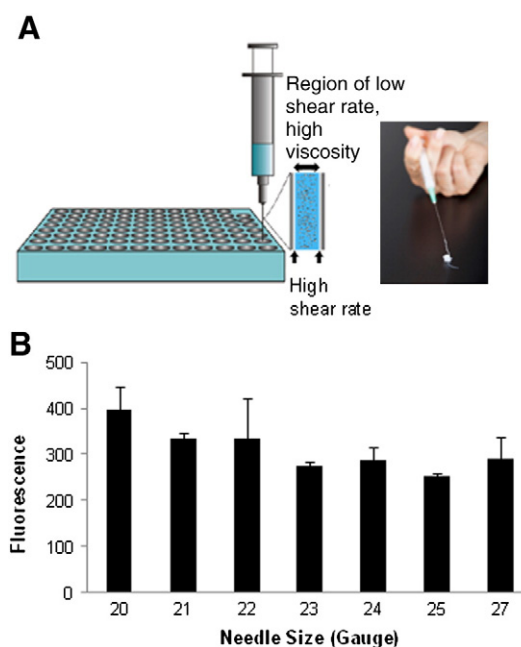 A
Region of low
shear rate,
high
viscosity
High
shear rate
B
500
400
300
200
100
0
Fluorescence
20 21 22 23 24 25 27
Needle Size (Gauge)